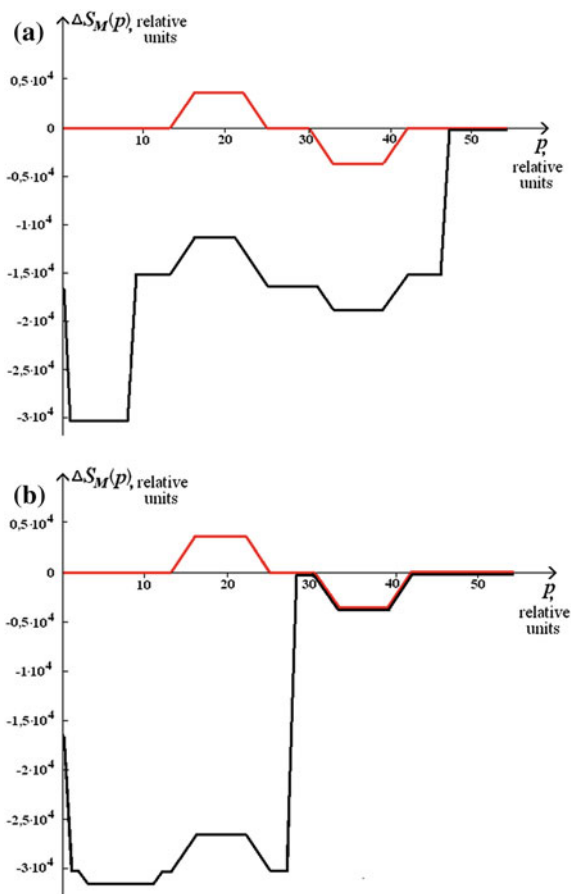 (a)
ΔS_M(p), relative
units
0,5·10⁴
0
10
20
30
40
50
p,
relative
units
-0,5·10⁴
-1·10⁴
-1.5·10⁴
-2·10⁴
-2,5·10⁴
-3·10⁴
(b)
ΔS_M(p), relative
units
0,5·10⁴
0
10
20
30
40
50
p,
relative
units
-0,5·10⁴
-1·10⁴
-1,5·10⁴
-2·10⁴
-2,5·10⁴
-3·10⁴